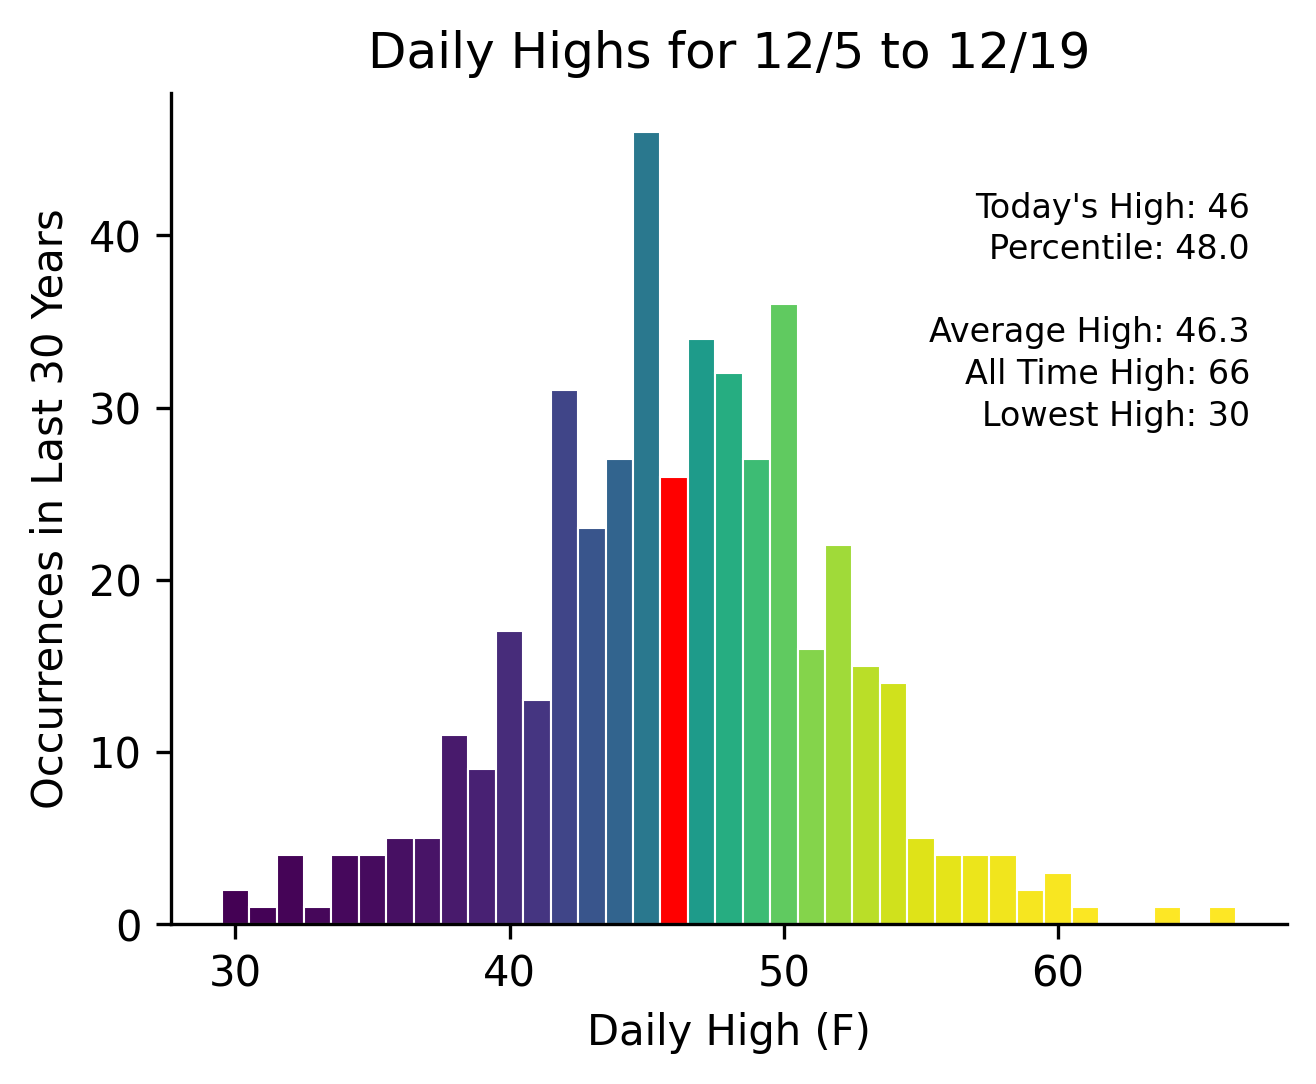 Daily Highs for 12/5 to 12/19
Today's High: 46
Percentile: 48.0
Average High: 46.3
All Time High: 66
Lowest High: 30
Occurrences in Last 30 Years
40
30
20
10
0
30 40 50 60
Daily High (F)